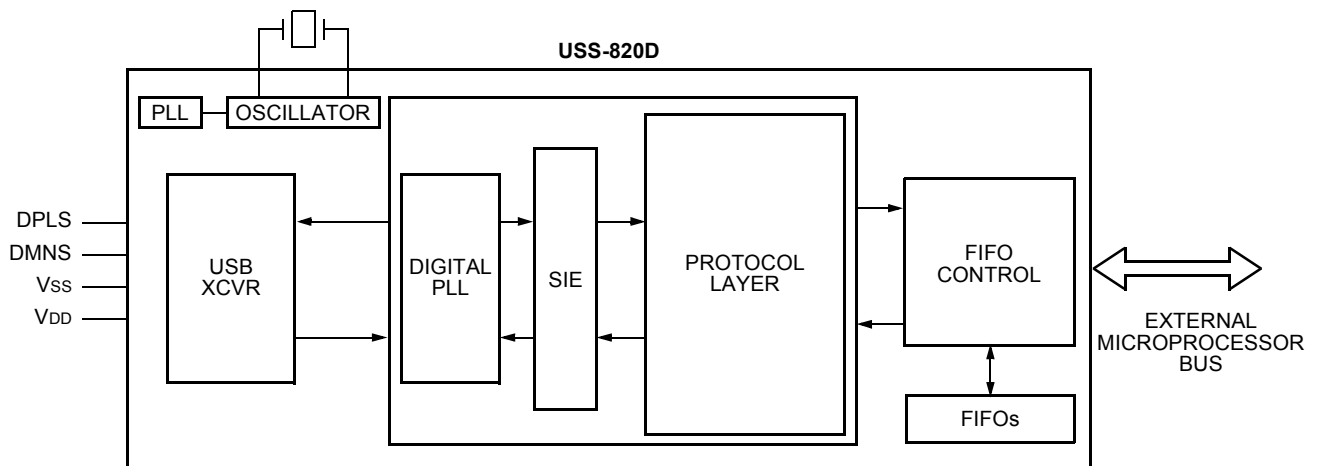 USS-820D
PLL
OSCILLATOR
DPLS
DMNS
VSS
VDD
USB
XCVR
DIGITAL
PLL
SIE
PROTOCOL
LAYER
FIFO
CONTROL
FIFOs
EXTERNAL
MICROPROCESSOR
BUS